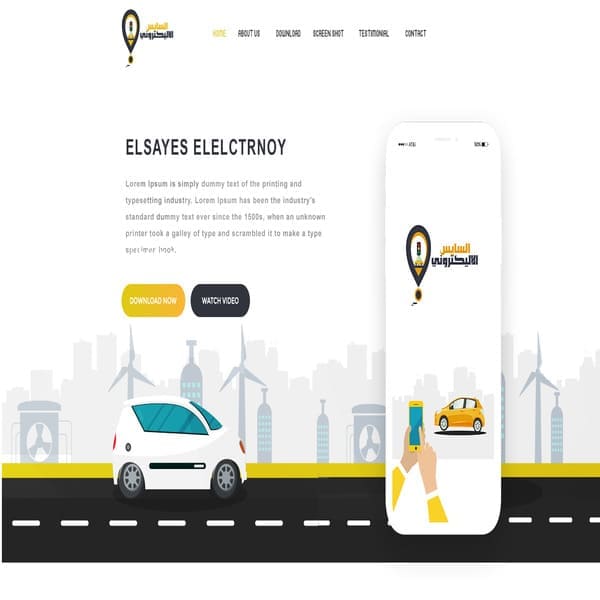 السايس
الاليكتروني
HOME ABOUT US DOWNLOAD SCREEN SHOT TESTIMONIAL CONTACT
ELSAYES ELELCTRNOY
Lorem Ipsum is simply dummy text of the printing and
typesetting industry. Lorem Ipsum has been the industry's
standard dummy text ever since the 1500s, when an unknown
printer took a galley of type and scrambled it to make a type
specimen book.
DOWNLOAD NOW WATCH VIDEO
السايس
الاليكتروني